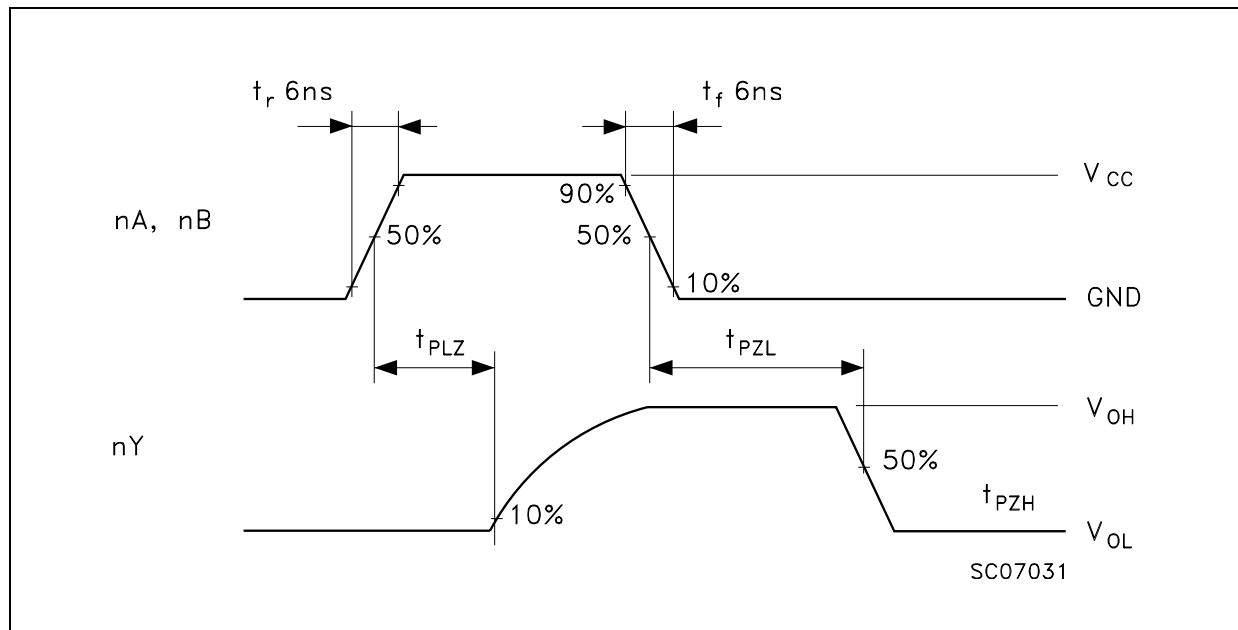 tr 6ns
tf 6ns
VCC
90%
nA, nB
50%
50%
10%
GND
tPLZ
tPZL
VOH
nY
50%
tPZH
10%
VOL
SC07031